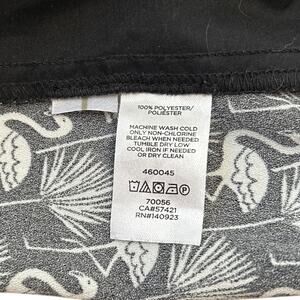 100% POLYESTER/
POLIÉSTER
MACHINE WASH COLD
ONLY NON-CHLORINE
BLEACH WHEN NEEDED
TUMBLE DRY LOW
COOL IRON IF NEEDED
OR DRY CLEAN.
460045
70056
CA#57421
RN#140923